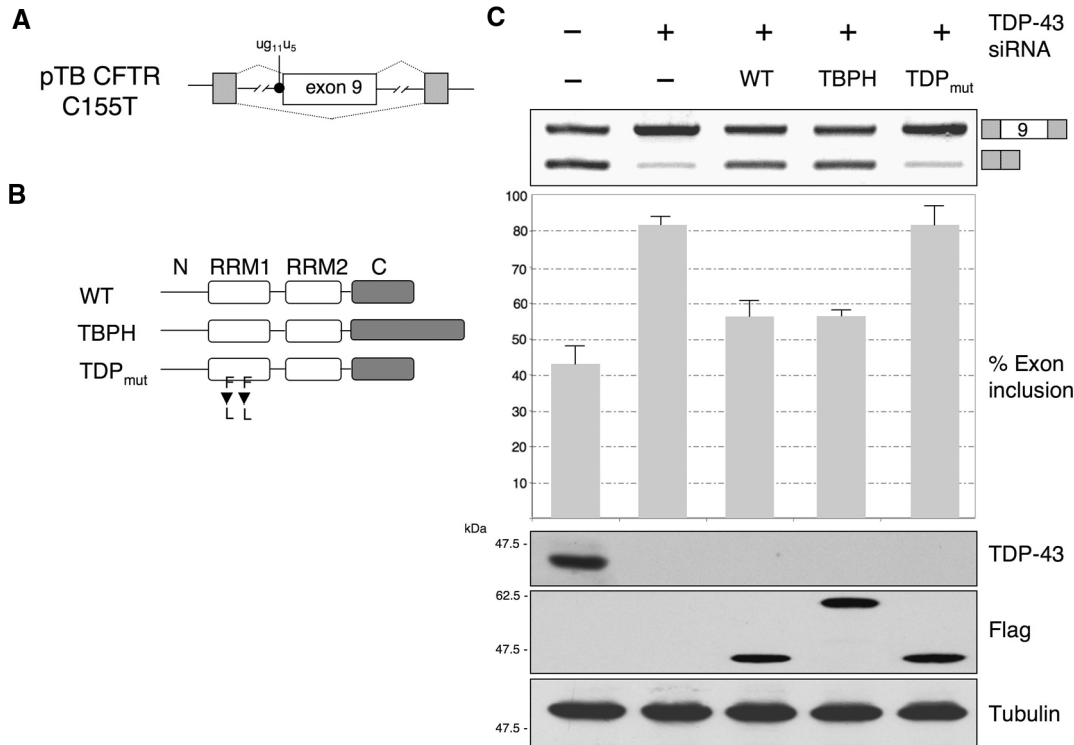 A
pTB CFTR
C155T
ug11u5
exon 9
B
N RRM1 RRM2 C
WT
TBPH
TDPmut
F F
L L
C
– + + + + TDP-43
siRNA
– – WT TBPH TDPmut
9
100
80
70
60
50
40
30
20
10
% Exon
inclusion
kDa
47.5 -
TDP-43
62.5 -
Flag
47.5 -
Tubulin
47.5 -